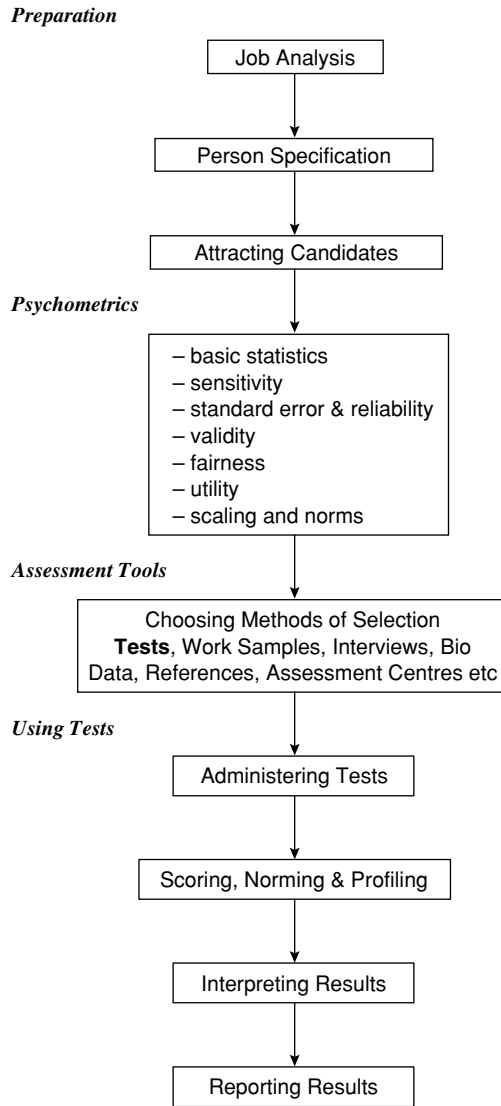 Preparation
Job Analysis
Person Specification
Attracting Candidates
Psychometrics
– basic statistics
– sensitivity
– standard error & reliability
– validity
– fairness
– utility
– scaling and norms
Assessment Tools
Choosing Methods of Selection
Tests, Work Samples, Interviews, Bio
Data, References, Assessment Centres etc
Using Tests
Administering Tests
Scoring, Norming & Profiling
Interpreting Results
Reporting Results